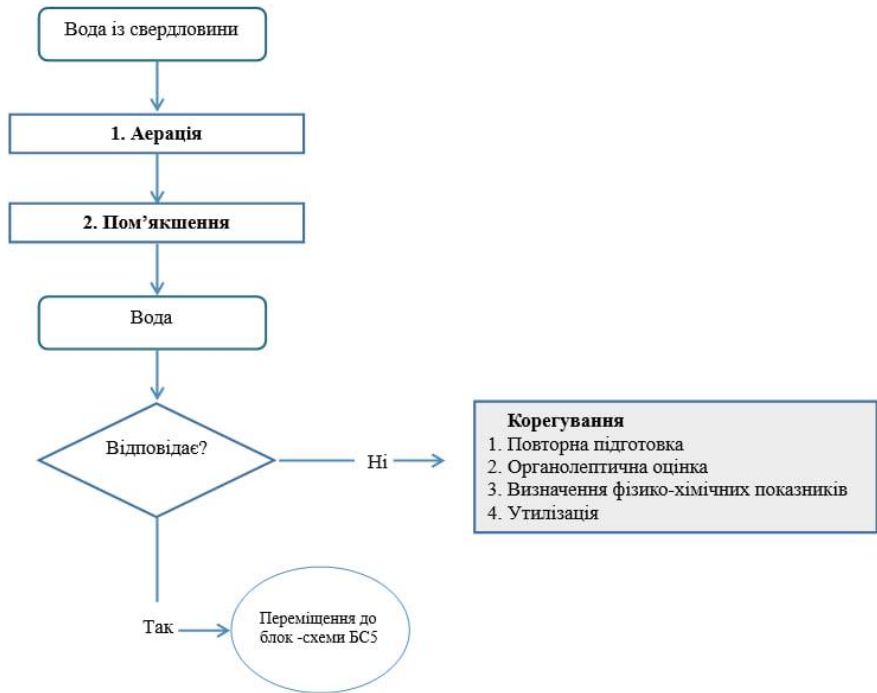 Вода із свердловини
1. Аерація
2. Пом’якшення
Вода
Відповідає?
Ні
Корегування
1. Повторна підготовка
2. Органолептична оцінка
3. Визначення фізико-хімічних показників
4. Утилізація
Так
Переміщення до
блок -схеми БС5